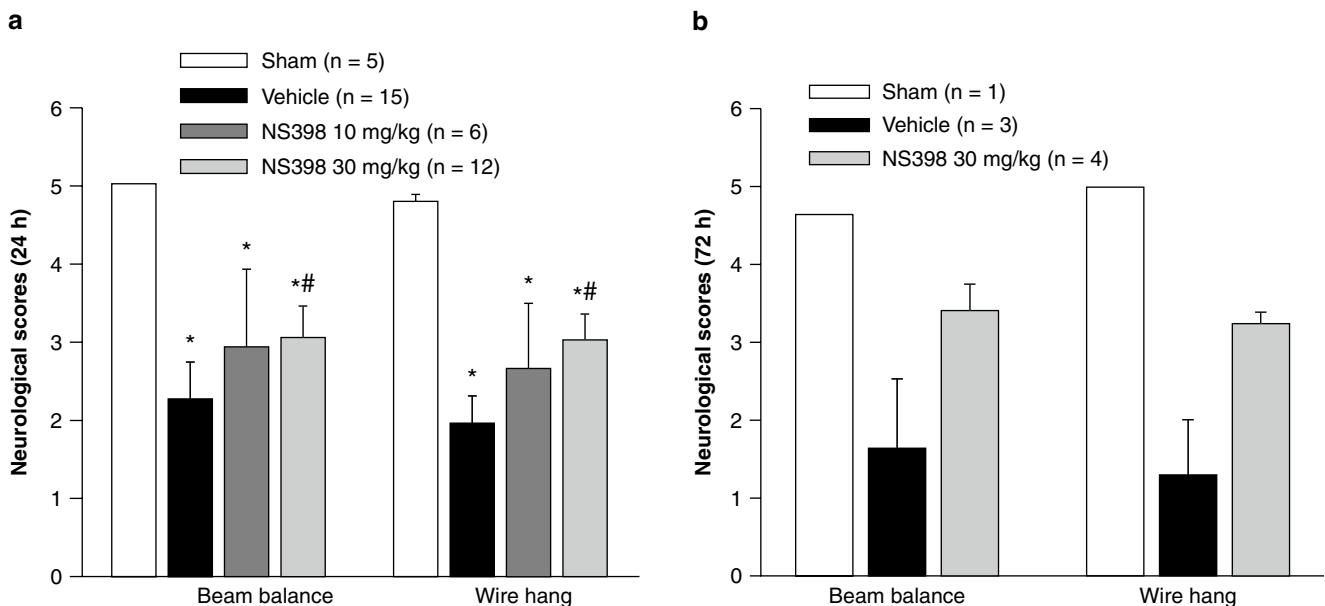 a
Sham (n = 5)
Vehicle (n = 15)
NS398 10 mg/kg (n = 6)
NS398 30 mg/kg (n = 12)
Neurological scores (24 h)
6
5
4
3
2
1
0
*
*
*#
*
*
*#
Beam balance
Wire hang
b
Sham (n = 1)
Vehicle (n = 3)
NS398 30 mg/kg (n = 4)
Neurological scores (72 h)
6
5
4
3
2
1
0
Beam balance
Wire hang